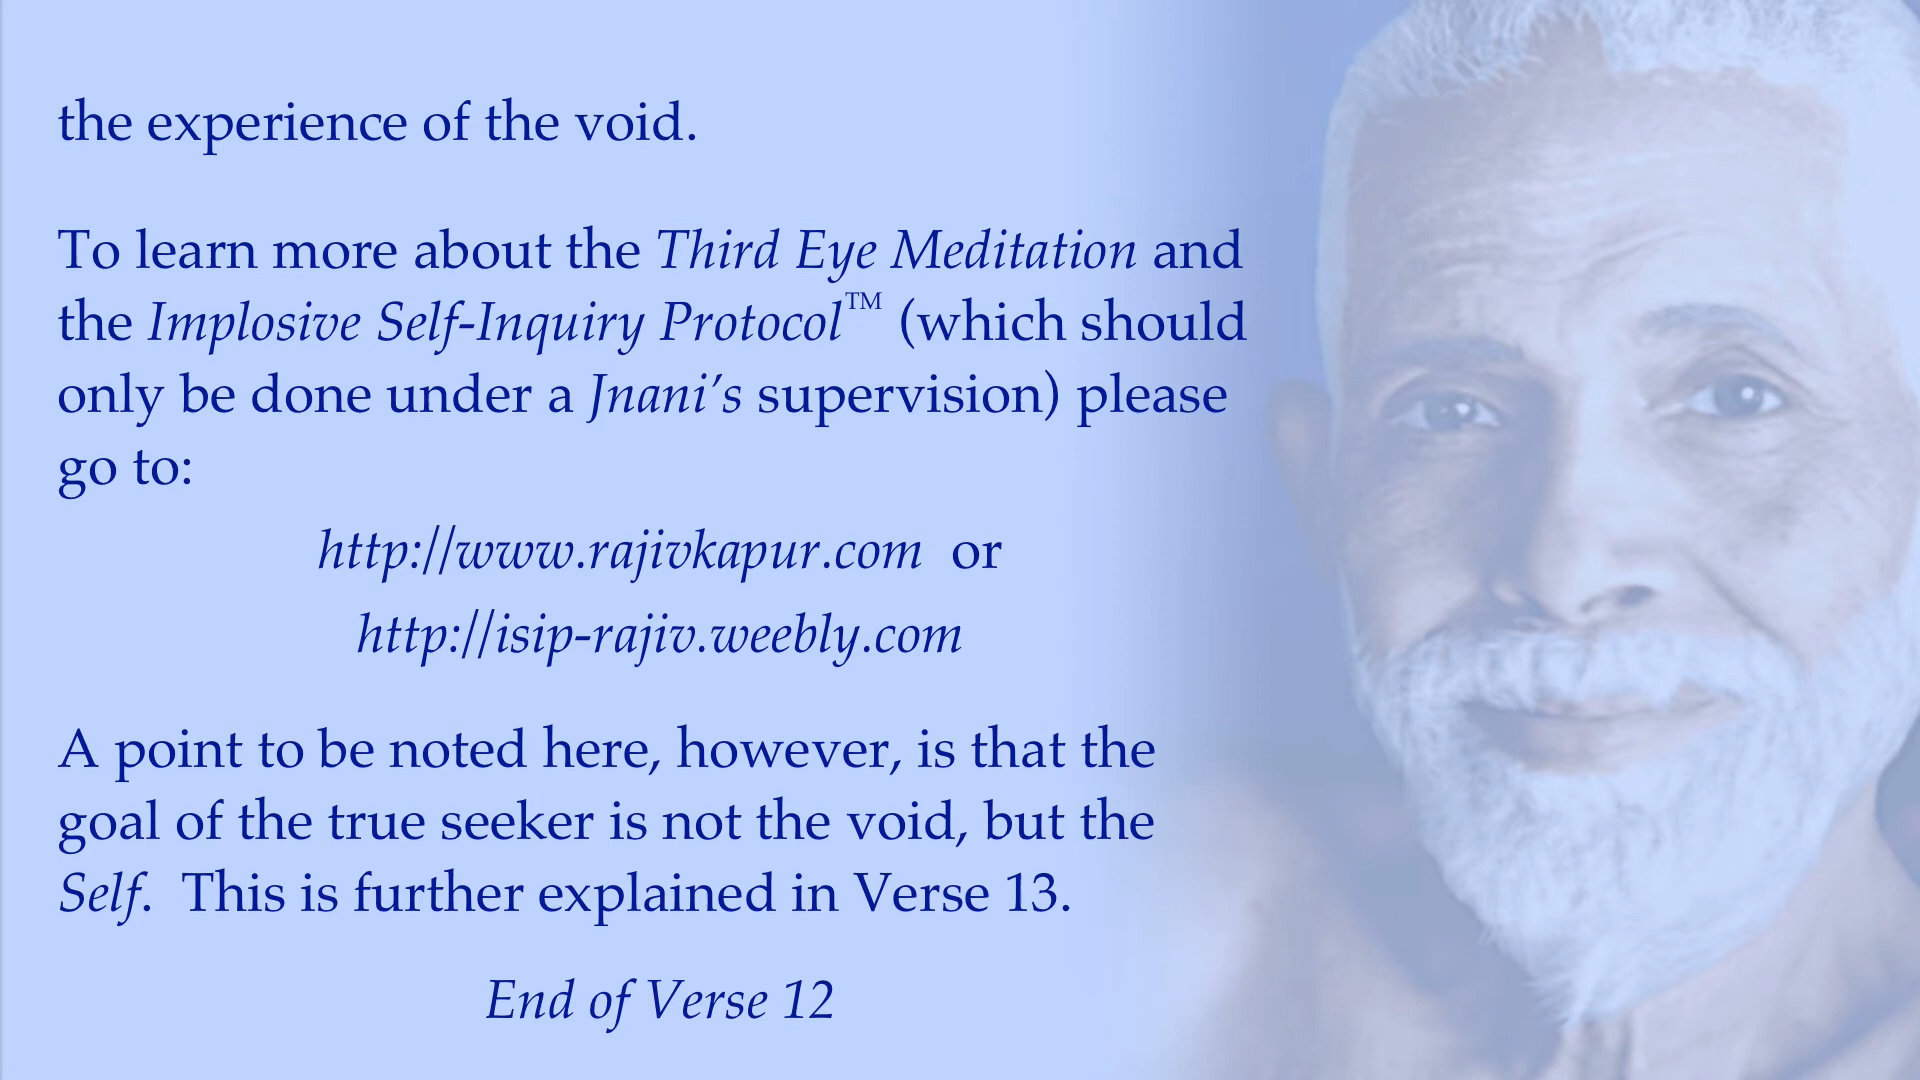 the experience of the void.
To learn more about the Third Eye Meditation and
the Implosive Self-Inquiry Protocol™ (which should
only be done under a Jnani’s supervision) please
go to:
http://www.rajivkapur.com or
http://isip-rajiv.weebly.com
A point to be noted here, however, is that the
goal of the true seeker is not the void, but the
Self. This is further explained in Verse 13.
End of Verse 12